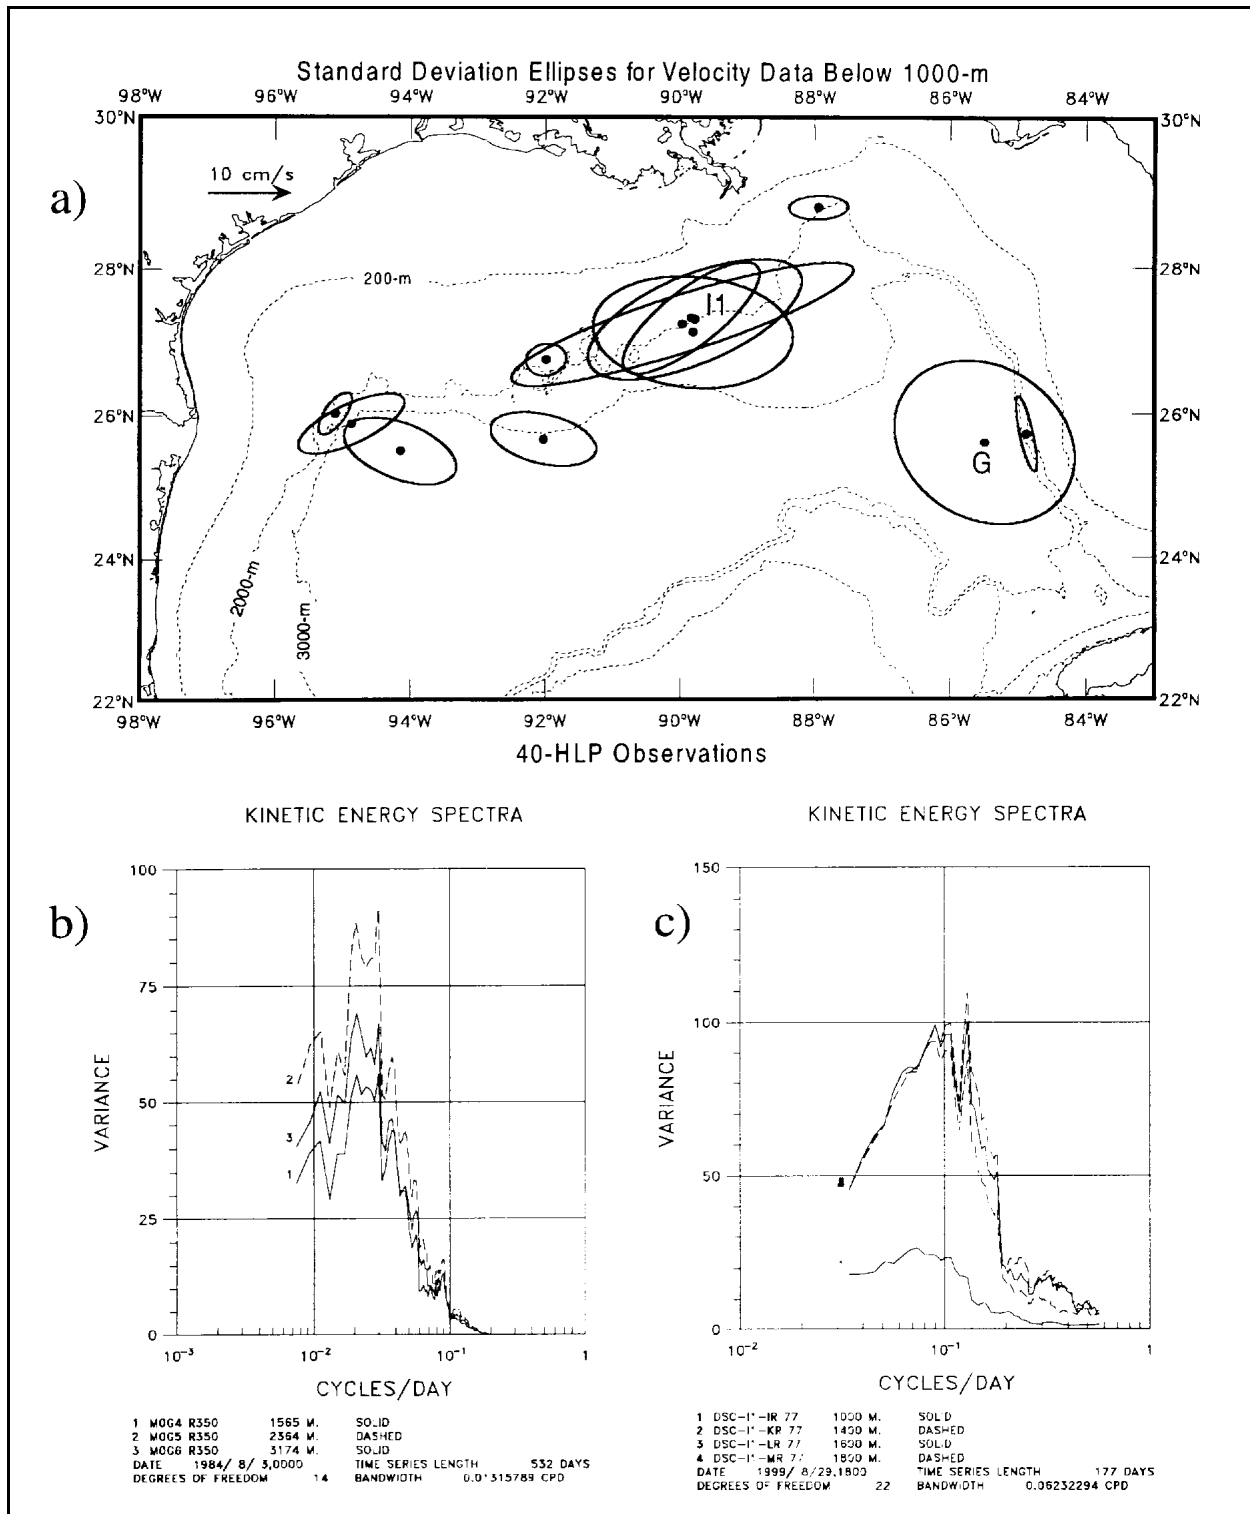 Standard Deviation Ellipses for Velocity Data Below 1000-m
98°W 96°W 94°W 92°W 90°W 88°W 86°W 84°W
30°N 30°N
a)
10 cm/s
28°N 28°N
200-m
I1
26°N 26°N
G
24°N 24°N
2000-m
3000-m
22°N 22°N
98°W 96°W 94°W 92°W 90°W 88°W 86°W 84°W
40-HLP Observations
KINETIC ENERGY SPECTRA
b)
VARIANCE
100
75
50
25
0
2
3
1
10⁻³ 10⁻² 10⁻¹ 1
CYCLES/DAY
1 MOG4 R350 1565 M. SOLID
2 MOG5 R350 2364 M. DASHED
3 MOG6 R350 3174 M. SOLID
DATE 1984/ 8/ 3,0000 TIME SERIES LENGTH 532 DAYS
DEGREES OF FREEDOM 14 BANDWIDTH 0.01315789 CPD
KINETIC ENERGY SPECTRA
c)
VARIANCE
150
100
50
0
10⁻² 10⁻¹ 1
CYCLES/DAY
1 1000 M. SOLID
2 1400 M. DASHED
3 1600 M. SOLID
4 1800 M. DASHED
DATE 1999/ 8/29,1800 TIME SERIES LENGTH 177 DAYS
DEGREES OF FREEDOM 22 BANDWIDTH 0.06232294 CPD